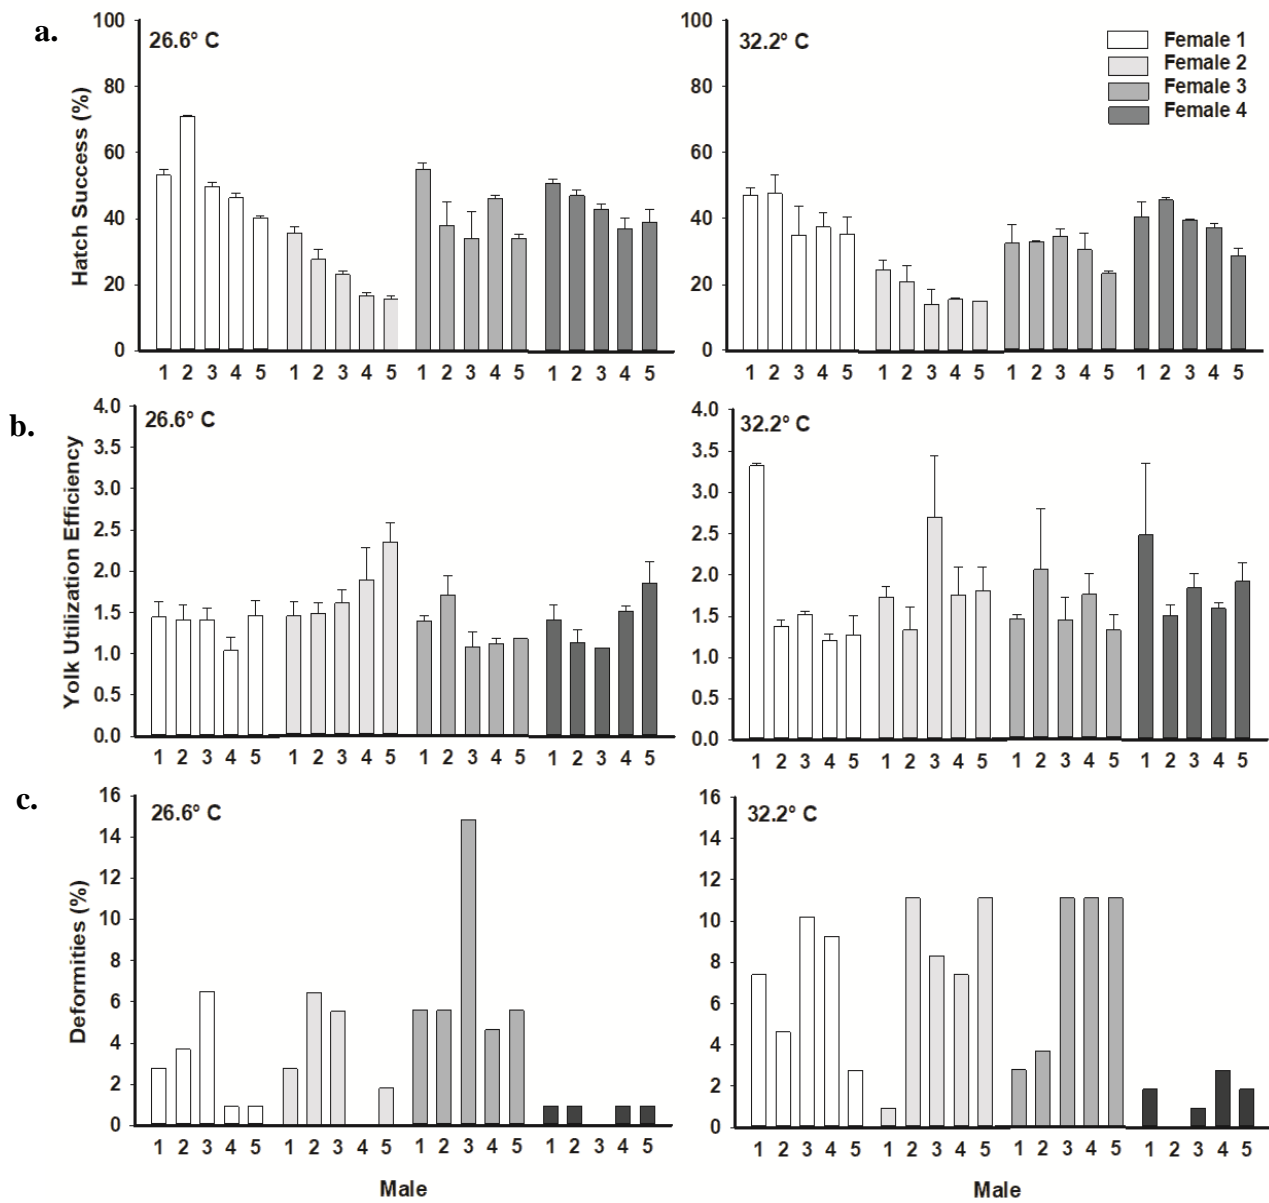 a.
26.6° C
Hatch Success (%)
100
80
60
40
20
0
1 2 3 4 5 1 2 3 4 5 1 2 3 4 5 1 2 3 4 5
32.2° C
Female 1
Female 2
Female 3
Female 4
100
80
60
40
20
0
1 2 3 4 5 1 2 3 4 5 1 2 3 4 5 1 2 3 4 5
b.
26.6° C
Yolk Utilization Efficiency
4.0
3.5
3.0
2.5
2.0
1.5
1.0
0.5
0.0
1 2 3 4 5 1 2 3 4 5 1 2 3 4 5 1 2 3 4 5
32.2° C
4.0
3.5
3.0
2.5
2.0
1.5
1.0
0.5
0.0
1 2 3 4 5 1 2 3 4 5 1 2 3 4 5 1 2 3 4 5
c.
26.6° C
Deformities (%)
16
14
12
10
8
6
4
2
0
1 2 3 4 5 1 2 3 4 5 1 2 3 4 5 1 2 3 4 5
Male
32.2° C
16
14
12
10
8
6
4
2
0
1 2 3 4 5 1 2 3 4 5 1 2 3 4 5 1 2 3 4 5
Male